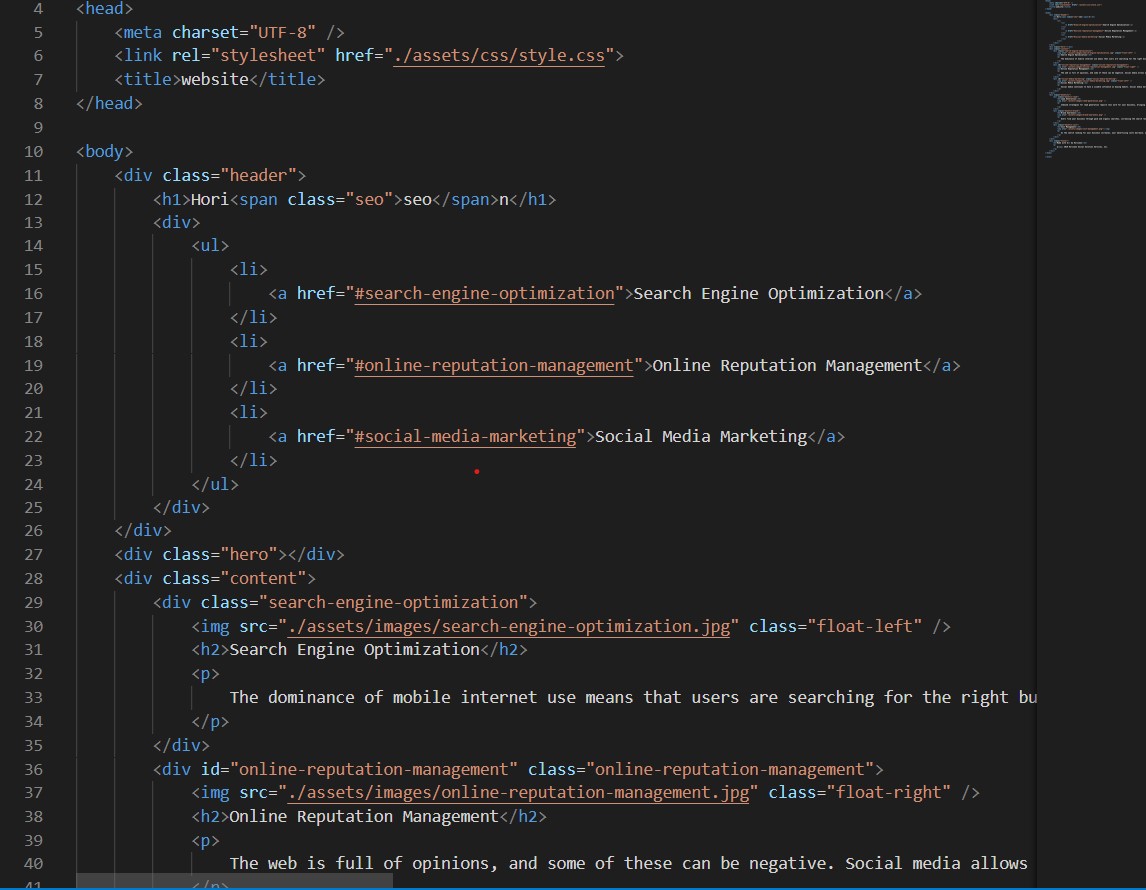 4 <head>
5 <meta charset="UTF-8" />
6 <link rel="stylesheet" href="./assets/css/style.css">
7 <title>website</title>
8 </head>
9
10 <body>
11 <div class="header">
12 <h1>Hori<span class="seo">seo</span>n</h1>
13 <div>
14 <ul>
15 <li>
16 <a href="#search-engine-optimization">Search Engine Optimization</a>
17 </li>
18 <li>
19 <a href="#online-reputation-management">Online Reputation Management</a>
20 </li>
21 <li>
22 <a href="#social-media-marketing">Social Media Marketing</a>
23 </li>
24 </ul>
25 </div>
26 </div>
27 <div class="hero"></div>
28 <div class="content">
29 <div class="search-engine-optimization">
30 <img src="./assets/images/search-engine-optimization.jpg" class="float-left" />
31 <h2>Search Engine Optimization</h2>
32 <p>
33 The dominance of mobile internet use means that users are searching for the right bu
34 </p>
35 </div>
36 <div id="online-reputation-management" class="online-reputation-management">
37 <img src="./assets/images/online-reputation-management.jpg" class="float-right" />
38 <h2>Online Reputation Management</h2>
39 <p>
40 The web is full of opinions, and some of these can be negative. Social media allows
41 </p>